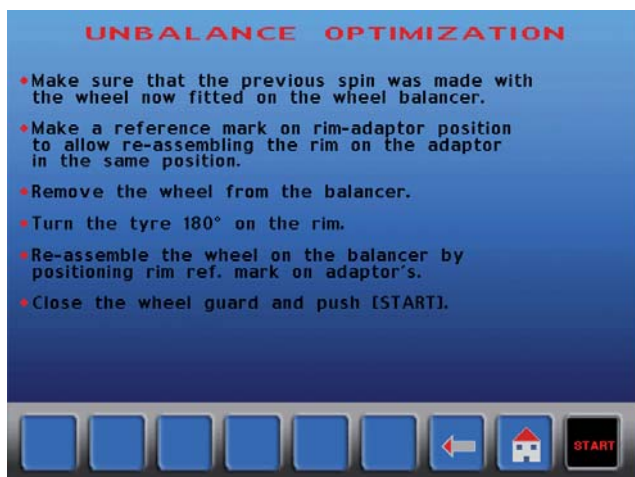 UNBALANCE OPTIMIZATION
Make sure that the previous spin was made with
the wheel now fitted on the wheel balancer.
Make a reference mark on rim-adaptor position
to allow re-assembling the rim on the adaptor
in the same position.
Remove the wheel from the balancer.
Turn the tyre 180° on the rim.
Re-assemble the wheel on the balancer by
positioning rim ref. mark on adaptor's.
Close the wheel guard and push [START].
START